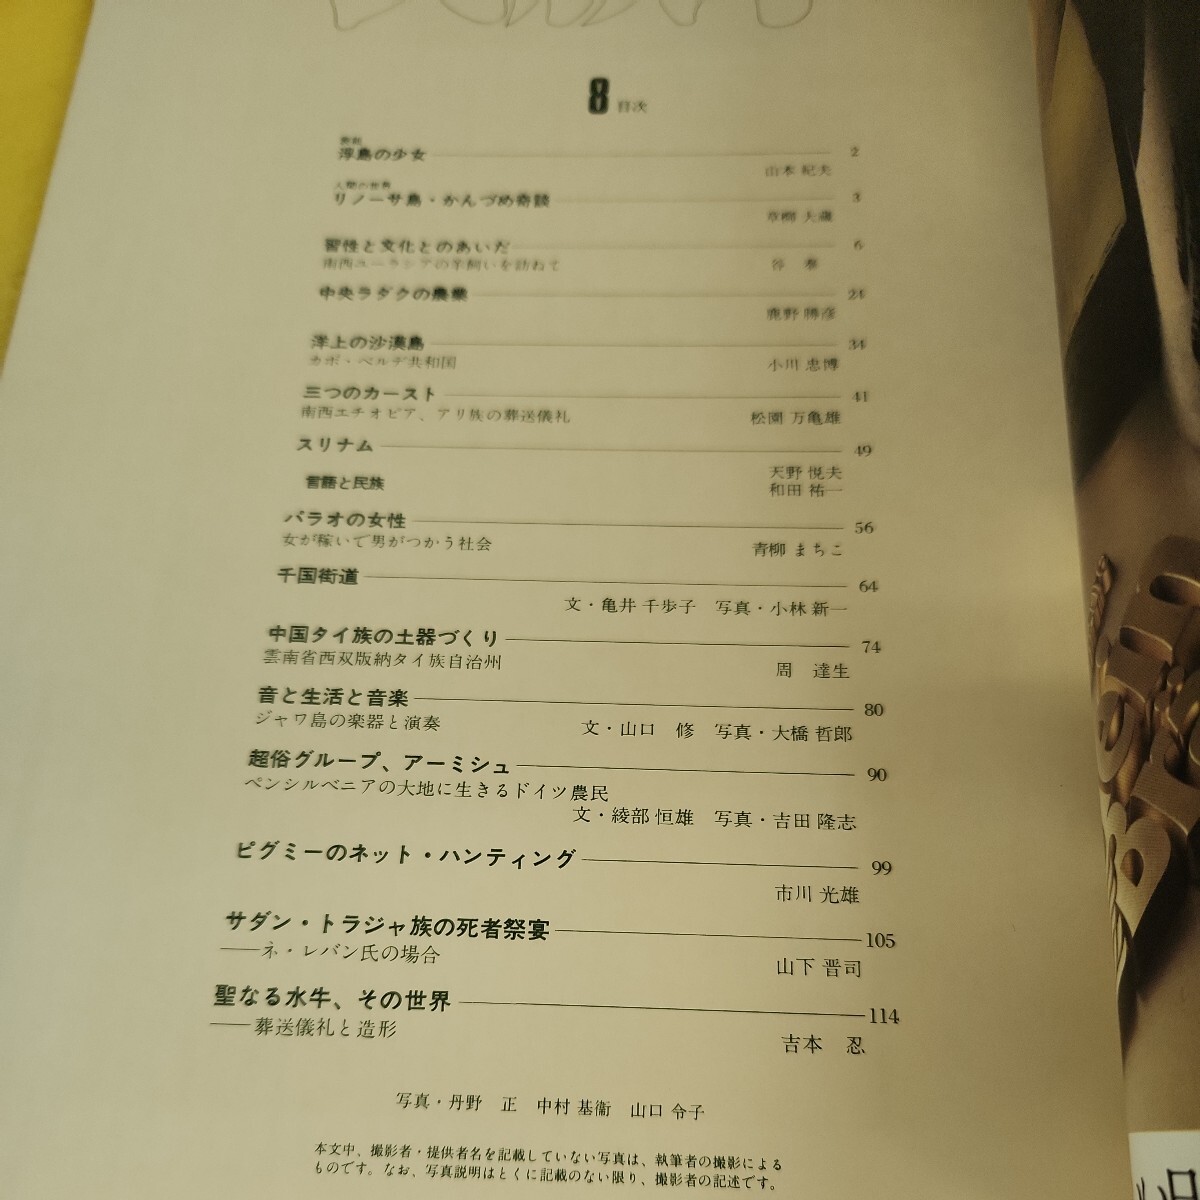 8 目次
浮島の少女 2
山本 紀夫
人間の世界
リノーサ島・かんづめ奇談 3
草柳 大蔵
習性と文化とのあいだ 6
南西ユーラシアの羊飼いを訪ねて 谷 泰
中央ラダクの農業 24
鹿野 勝彦
洋上の沙漠島 34
カボ・ベルデ共和国 小川 忠博
三つのカースト 41
南西エチオピア、アリ族の葬送儀礼 松園 万亀雄
スリナム 49
天野 悦夫
言語と民族 和田 祐一
パラオの女性 56
女が稼いで男がつかう社会 青柳 まちこ
千国街道 64
文・亀井 千歩子 写真・小林 新一
中国タイ族の土器づくり 74
雲南省西双版納タイ族自治州 周 達生
音と生活と音楽 80
ジャワ島の楽器と演奏 文・山口 修 写真・大橋 哲郎
超俗グループ、アーミシュ 90
ペンシルベニアの大地に生きるドイツ農民
文・綾部 恒雄 写真・吉田 隆志
ピグミーのネット・ハンティング 99
市川 光雄
サダン・トラジャ族の死者祭宴 105
——ネ・レバン氏の場合 山下 晋司
聖なる水牛、その世界 114
——葬送儀礼と造形 吉本 忍
写真・丹野 正 中村 基衞 山口 令子
本文中、撮影者・提供者名を記載していない写真は、執筆者の撮影による
ものです。なお、写真説明はとくに記載のない限り、撮影者の記述です。